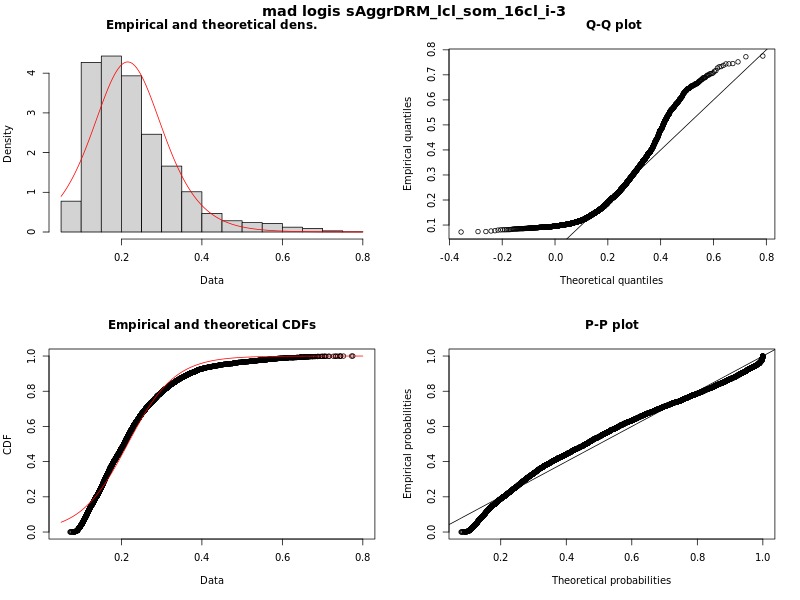 mad logis sAggrDRM_lcl_som_16cl_i-3
Empirical and theoretical dens.
Density
0 1 2 3 4
0.2 0.4 0.6 0.8
Data
Q-Q plot
Empirical quantiles
0.1 0.2 0.3 0.4 0.5 0.6 0.7 0.8
-0.4 -0.2 0.0 0.2 0.4 0.6 0.8
Theoretical quantiles
Empirical and theoretical CDFs
CDF
0.0 0.2 0.4 0.6 0.8 1.0
0.2 0.4 0.6 0.8
Data
P-P plot
Empirical probabilities
0.0 0.2 0.4 0.6 0.8 1.0
0.2 0.4 0.6 0.8 1.0
Theoretical probabilities